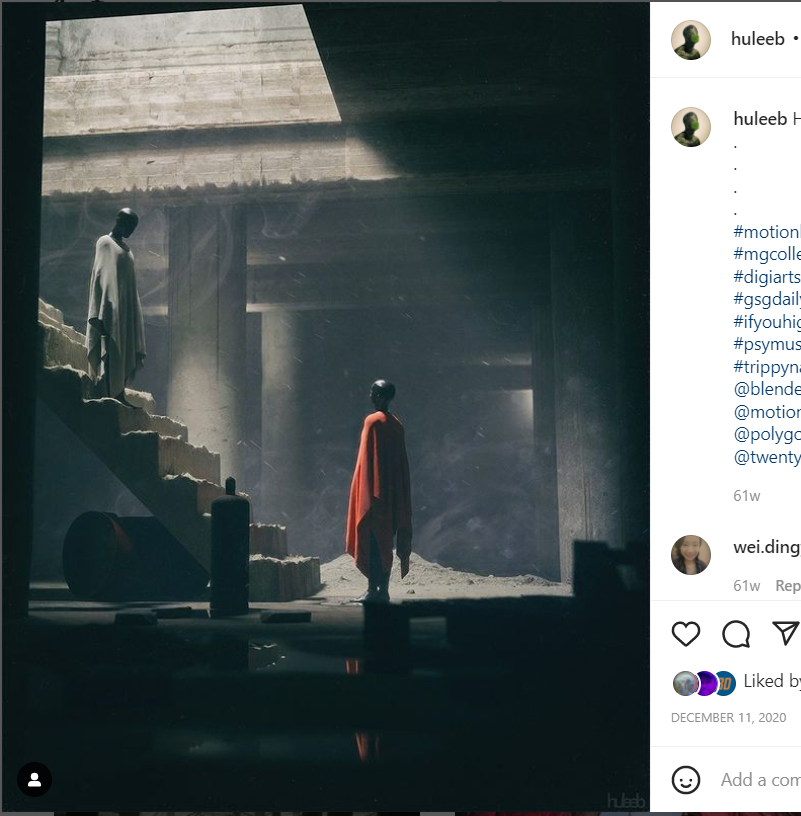 huleeb •
huleeb H
.
.
.
.
#motion
#mgcolle
#digiarts
#gsgdaily
#ifyouhig
#psymus
#trippyna
@blende
@motion
@polygo
@twenty
61w
wei.ding
61w Rep
Liked by
DECEMBER 11, 2020
Add a com
huleeb